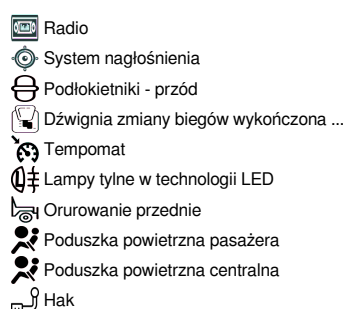 Radio
System nagłośnienia
Podłokietniki - przód
Dźwignia zmiany biegów wykończona ...
Tempomat
Lampy tylne w technologii LED
Orurowanie przednie
Poduszka powietrzna pasażera
Poduszka powietrzna centralna
Hak